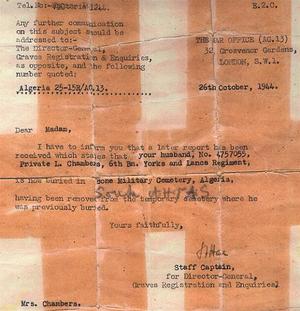 Tel. No:- Victoria 1244.
E.2.C.
Any further communication
on this subject should be
addressed to:-
The Director-General,
Graves Registration & Enquiries,
as opposite, and the following
number quoted:
THE WAR OFFICE (AG.13)
32, Grosvenor Gardens,
LONDON, S.W.1.
Algeria 25-15R/AG.13.
26th October, 1944.
Dear Madam,
I have to inform you that a later report has been
received which states that your husband, No. 4757055,
Private L. Chambers, 6th Bn. Yorks and Lancs Regiment,
is now buried in Bone Military Cemetery, Algeria,
having been removed from the temporary cemetery where he
was previously buried.
Yours faithfully,
Staff Captain,
for Director-General,
Graves Registration and Enquiries.
Mrs. Chambers.